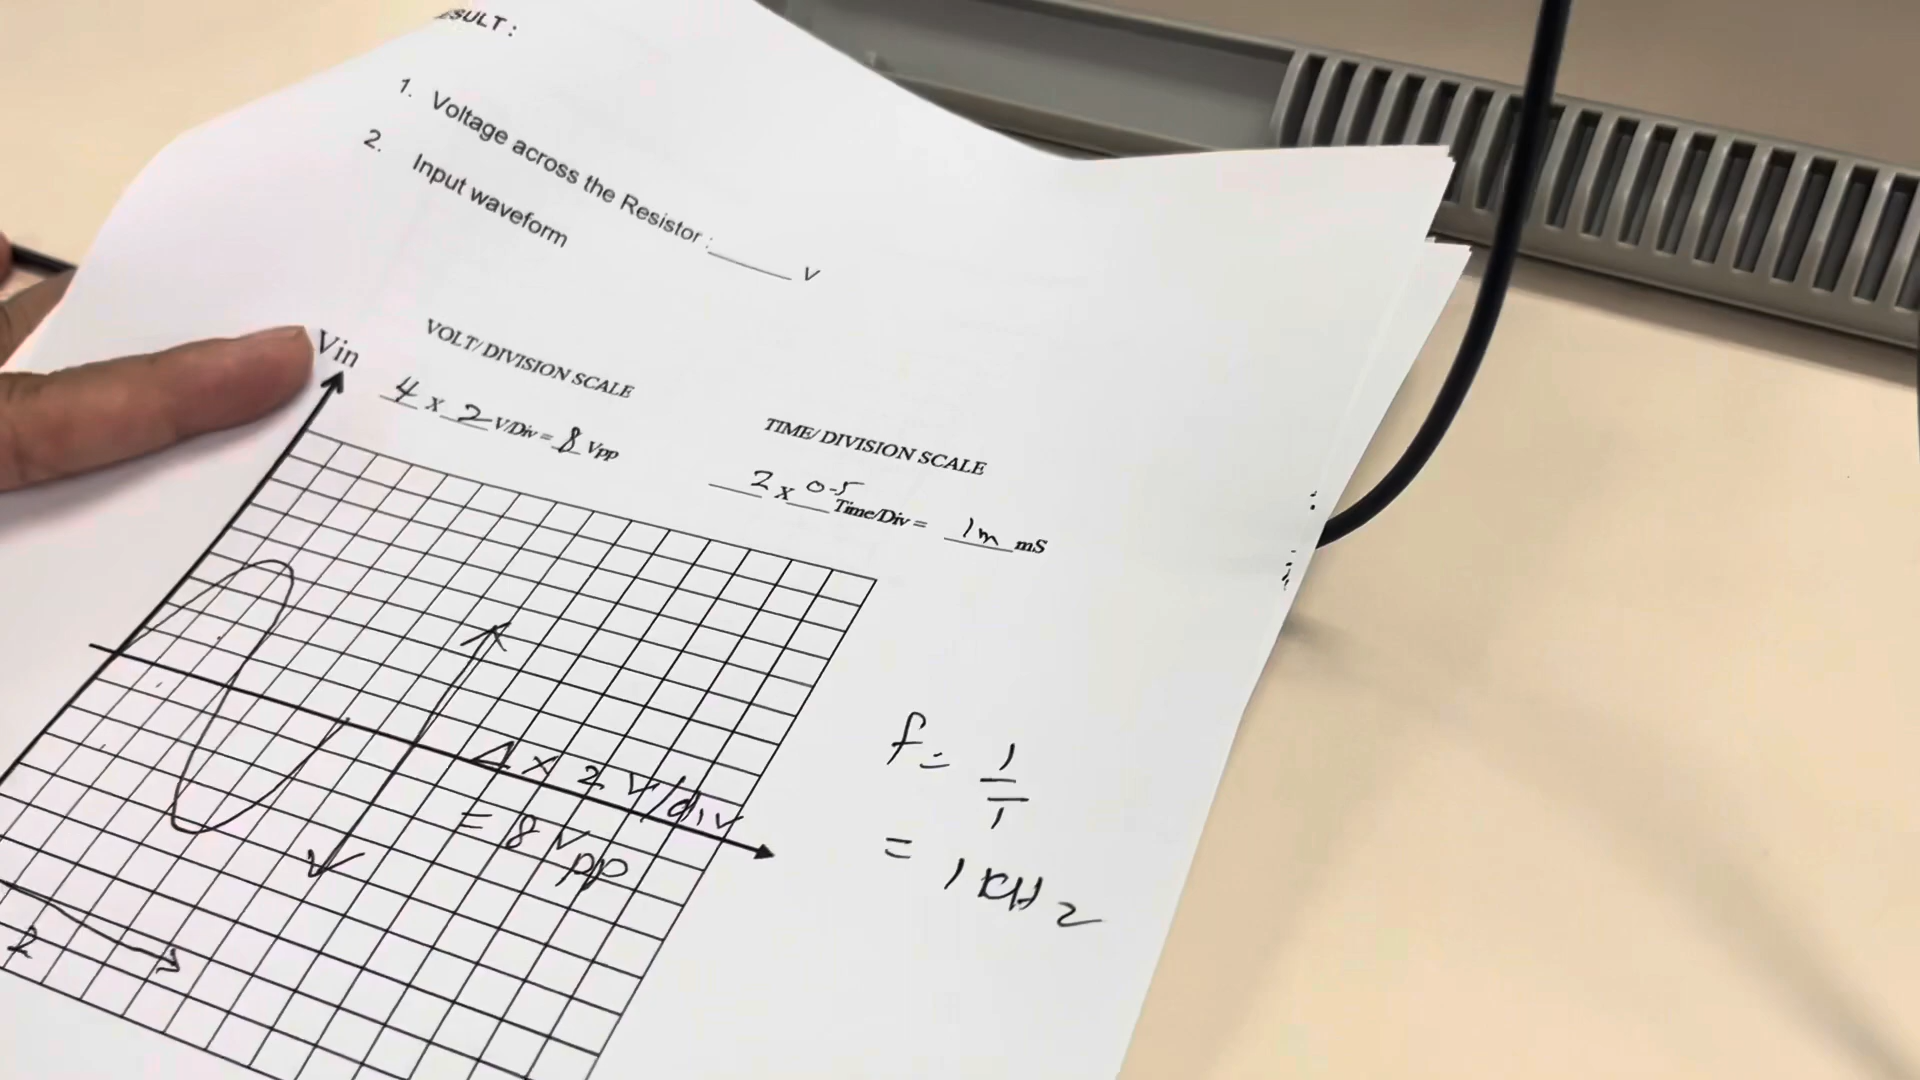 SULT :
1. Voltage across the Resistor :______ V
2. Input waveform
Vin
VOLT/ DIVISION SCALE
4 X 2 V/Div = 8 Vpp
TIME/ DIVISION SCALE
2 X 0.5 Time/Div = 1m mS
4 x 2 V/div
= 8 Vpp
f = 1/T
= 1 KHz
2